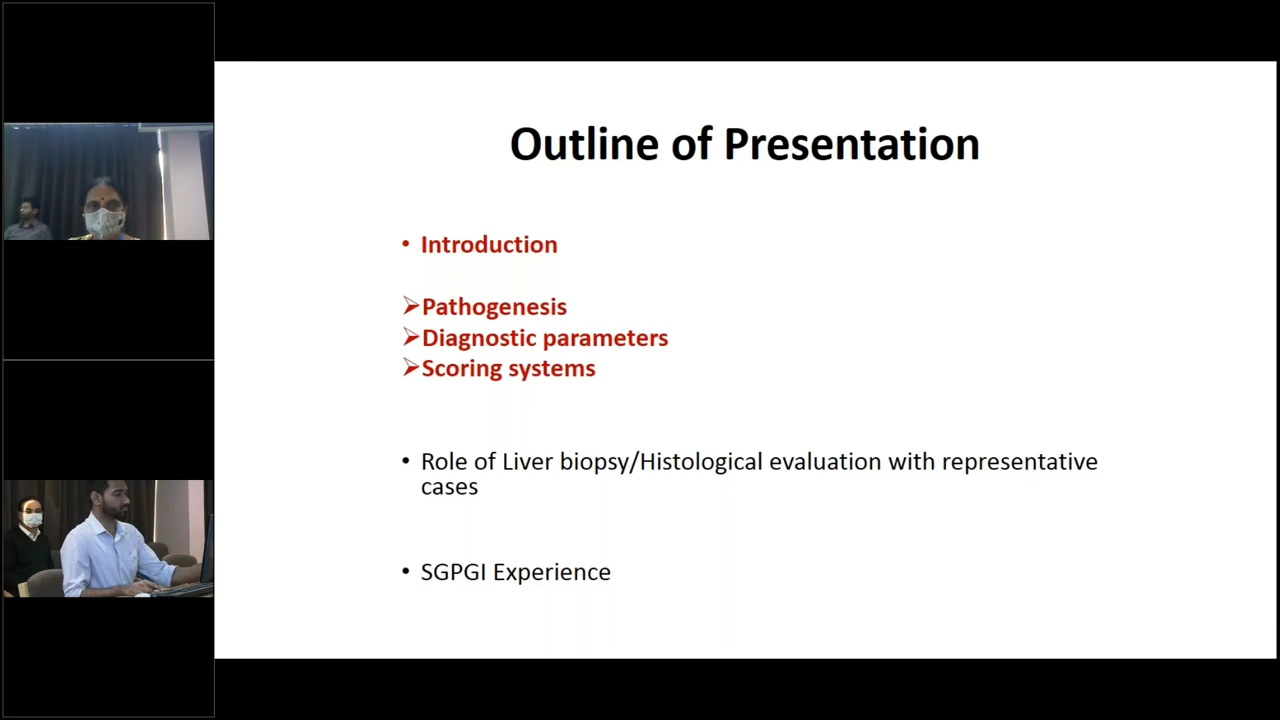 Outline of Presentation
• Introduction
➢Pathogenesis
➢Diagnostic parameters
➢Scoring systems
• Role of Liver biopsy/Histological evaluation with representative
cases
• SGPGI Experience